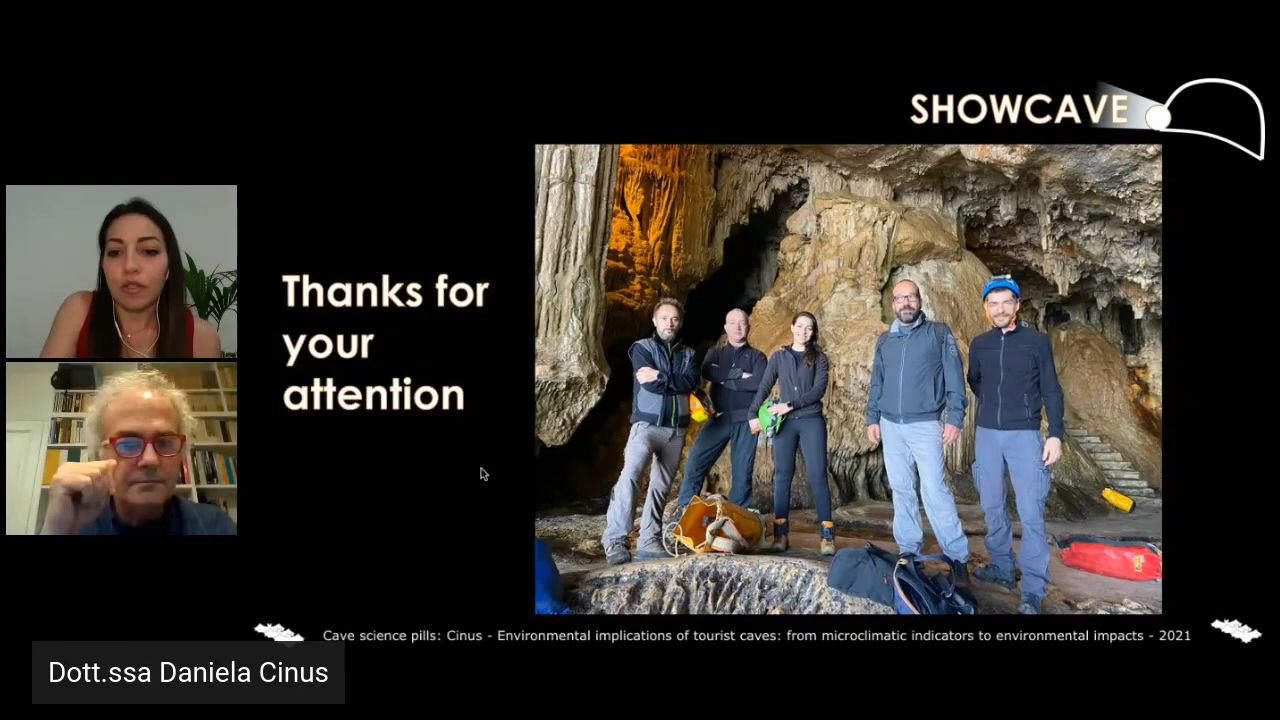 SHOWCAVE
Thanks for
your
attention
Cave science pills: Cinus - Environmental implications of tourist caves: from microclimatic indicators to environmental impacts - 2021
Dott.ssa Daniela Cinus